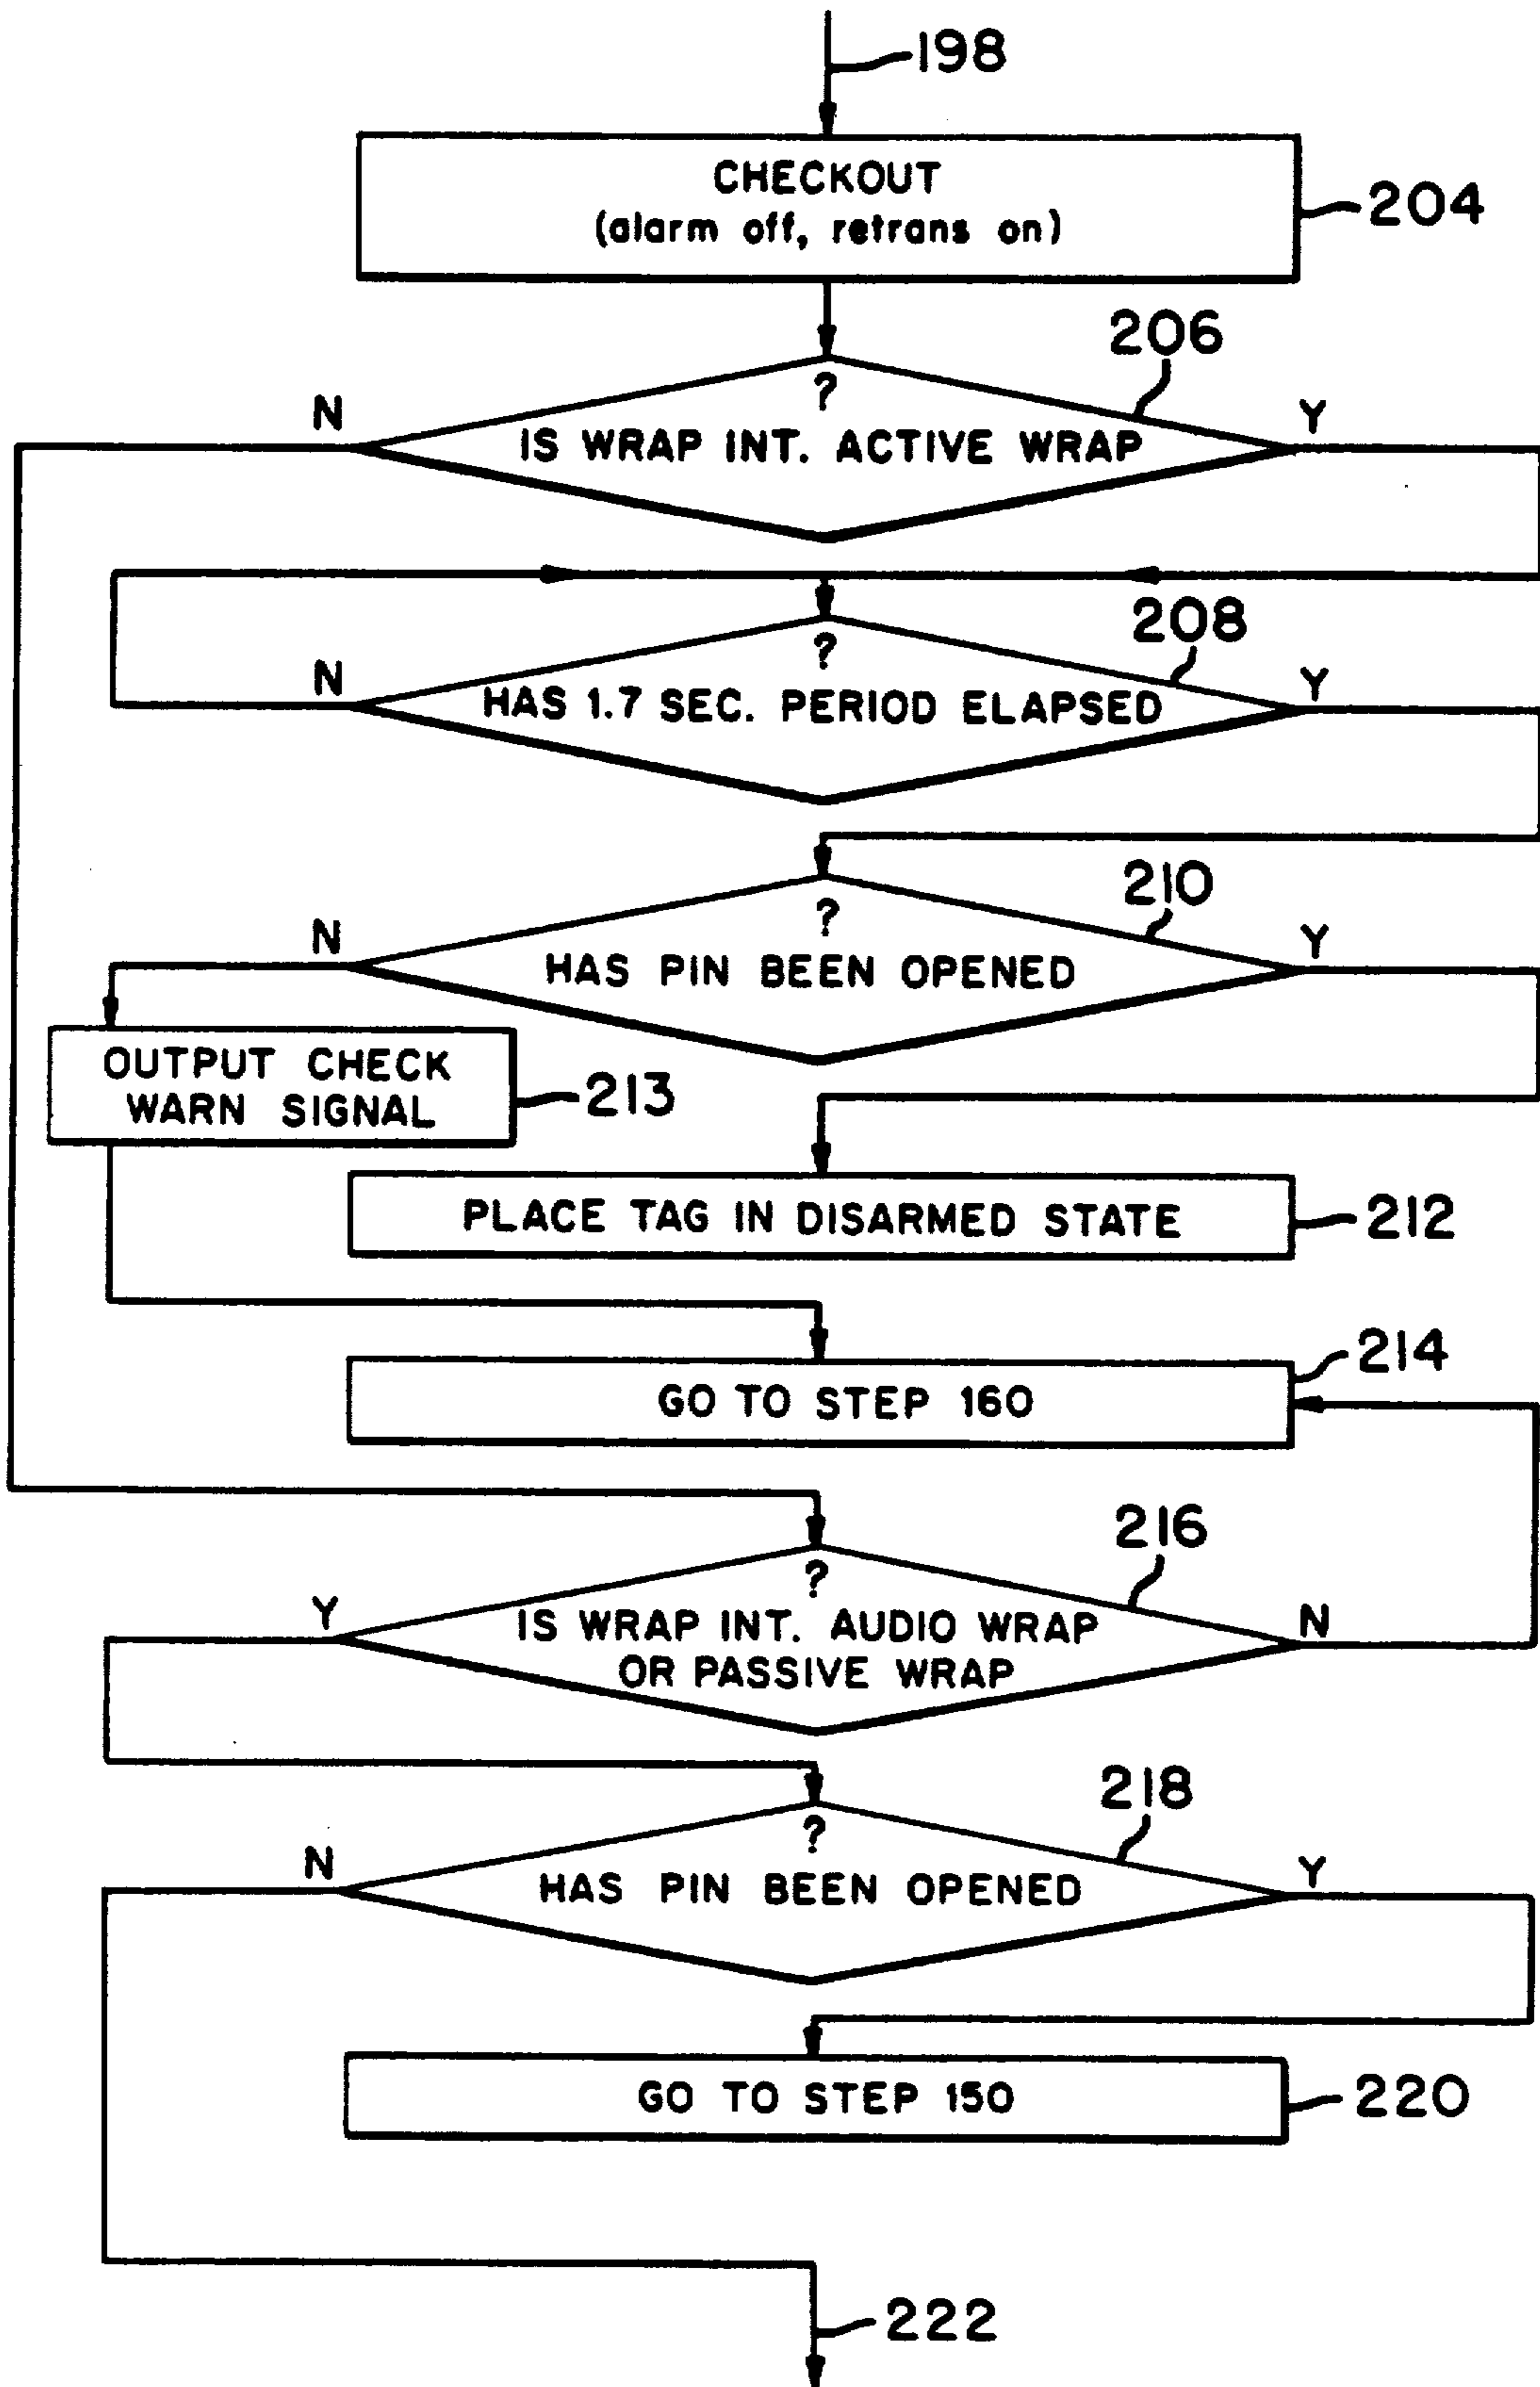 198
CHECKOUT
(alarm off, retrans on)
204
206
N
?
Y
IS WRAP INT. ACTIVE WRAP
208
N
?
Y
HAS 1.7 SEC. PERIOD ELAPSED
210
N
?
Y
HAS PIN BEEN OPENED
OUTPUT CHECK
WARN SIGNAL
213
PLACE TAG IN DISARMED STATE
212
214
GO TO STEP 160
216
?
Y
IS WRAP INT. AUDIO WRAP
N
OR PASSIVE WRAP
218
?
N
HAS PIN BEEN OPENED
Y
GO TO STEP 150
220
222